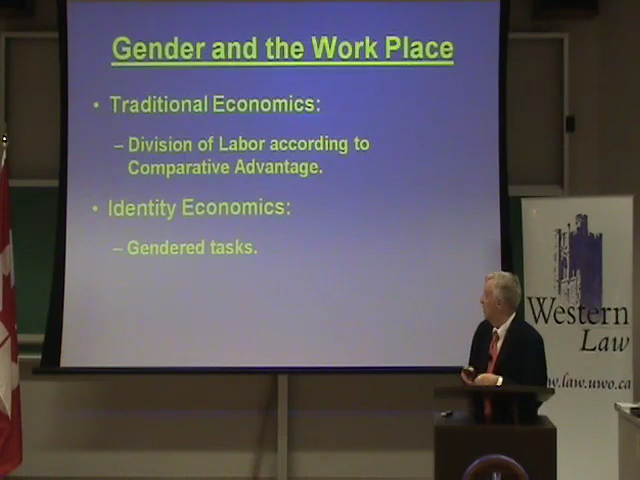 Gender and the Work Place
• Traditional Economics:
– Division of Labor according to
Comparative Advantage.
• Identity Economics:
– Gendered tasks.
Western
Law
w.law.uwo.ca